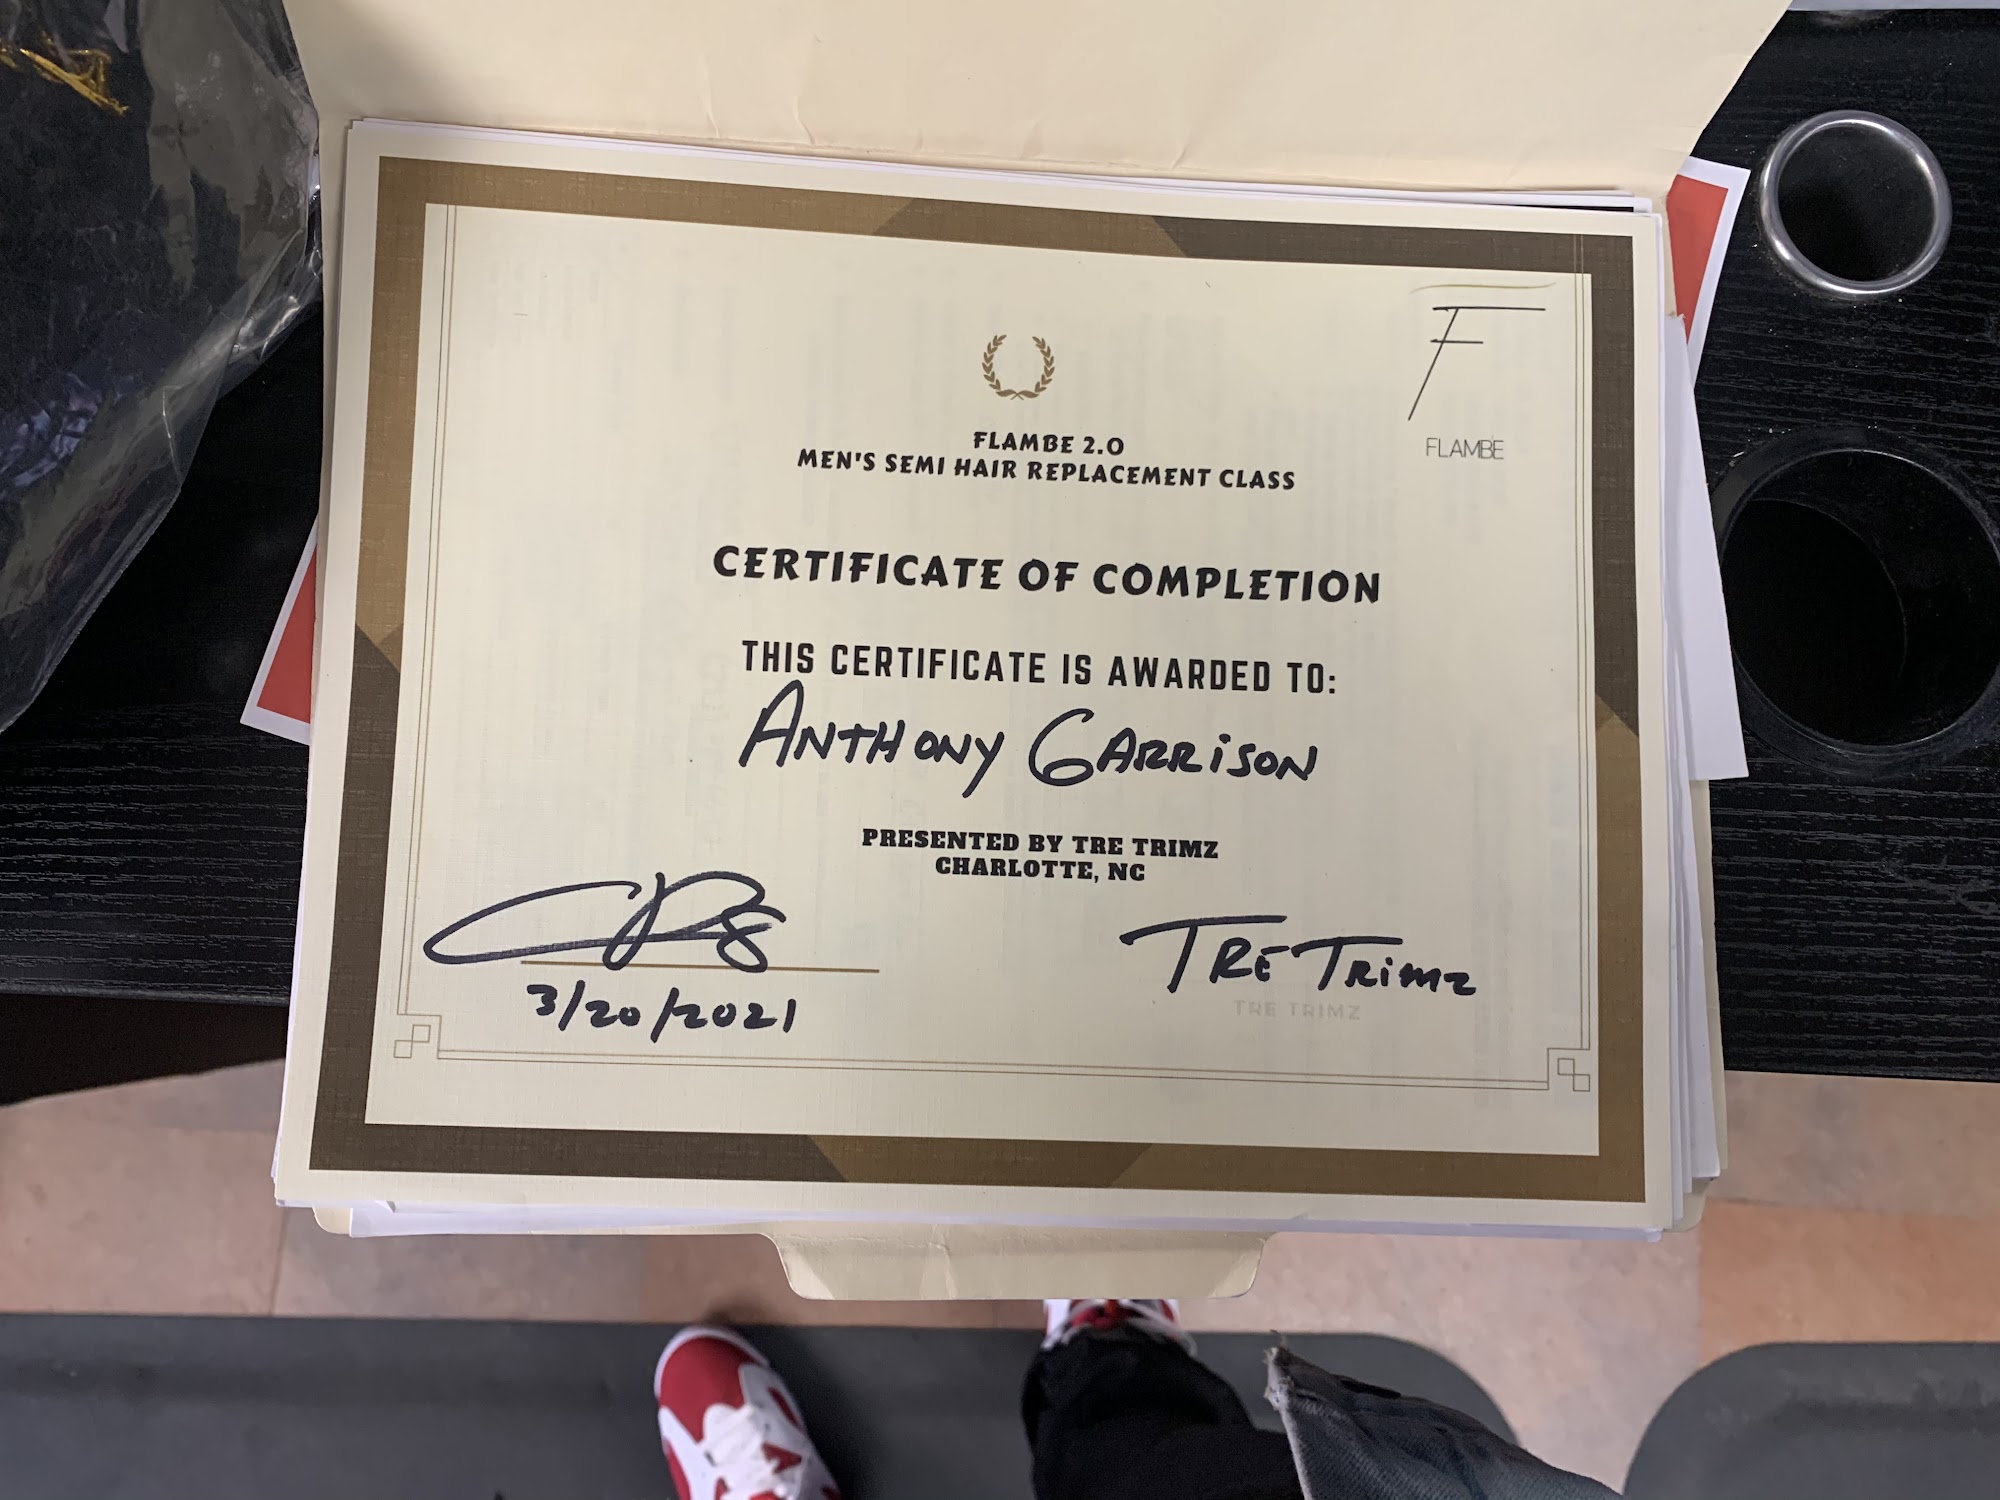 F
FLAMBE
FLAMBE 2.0
MEN'S SEMI HAIR REPLACEMENT CLASS
CERTIFICATE OF COMPLETION
THIS CERTIFICATE IS AWARDED TO:
ANTHONY GARRISON
PRESENTED BY TRE TRIMZ
CHARLOTTE, NC
3/20/2021
TRE TRIMZ
TRE TRIMZ